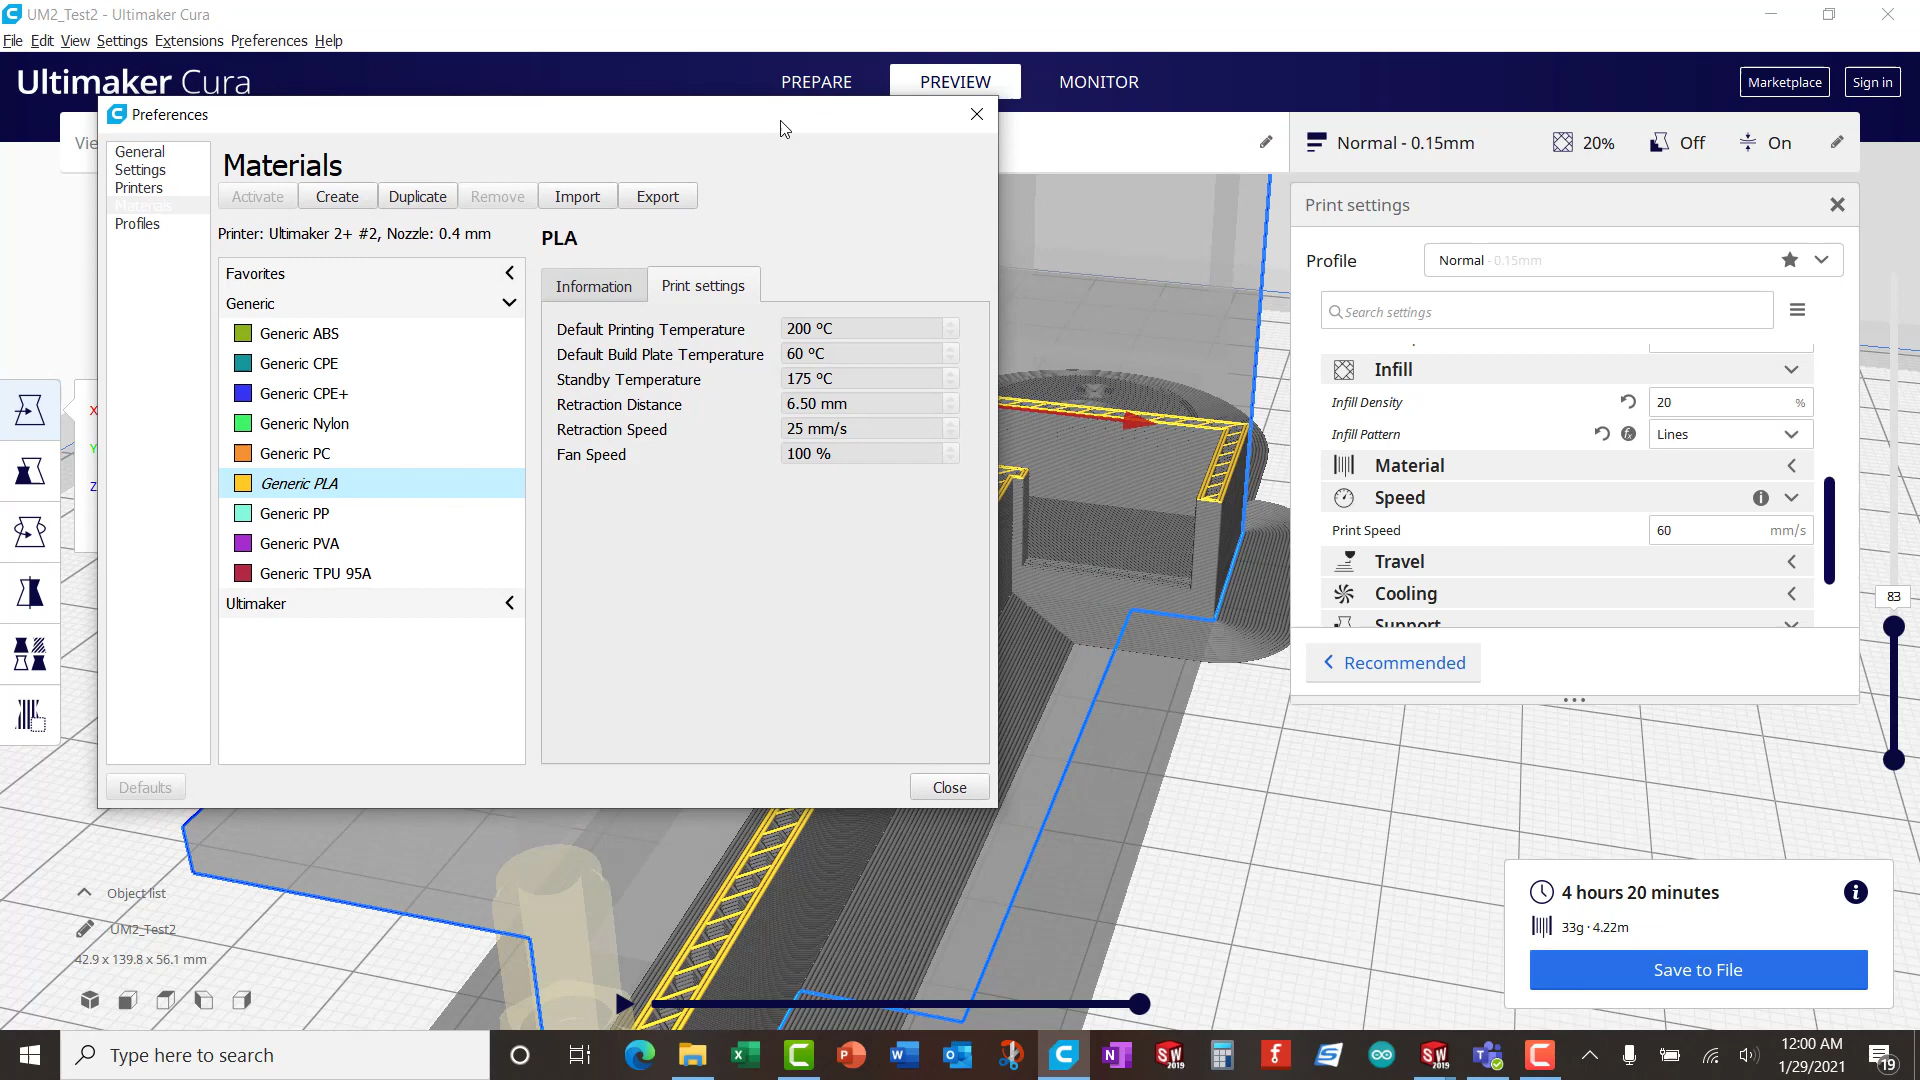 UM2_Test2 - Ultimaker Cura
File Edit View Settings Extensions Preferences Help
Ultimaker Cura
PREPARE
PREVIEW
MONITOR
Marketplace
Sign in
Vie
Normal - 0.15mm
20%
Off
On
Preferences
General
Settings
Printers
Materials
Profiles
Materials
Activate
Create
Duplicate
Remove
Import
Export
Printer: Ultimaker 2+ #2, Nozzle: 0.4 mm
Favorites
Generic
Generic ABS
Generic CPE
Generic CPE+
Generic Nylon
Generic PC
Generic PLA
Generic PP
Generic PVA
Generic TPU 95A
Ultimaker
PLA
Information
Print settings
Default Printing Temperature 200 °C
Default Build Plate Temperature 60 °C
Standby Temperature 175 °C
Retraction Distance 6.50 mm
Retraction Speed 25 mm/s
Fan Speed 100 %
Defaults
Close
X
Y
Z
Print settings
Profile
Normal - 0.15mm
Search settings
Infill
Infill Density 20 %
Infill Pattern Lines
Material
Speed
Print Speed 60 mm/s
Travel
Cooling
Support
Recommended
83
Object list
UM2_Test2
42.9 x 139.8 x 56.1 mm
4 hours 20 minutes
33g · 4.22m
Save to File
Type here to search
12:00 AM
1/29/2021
19